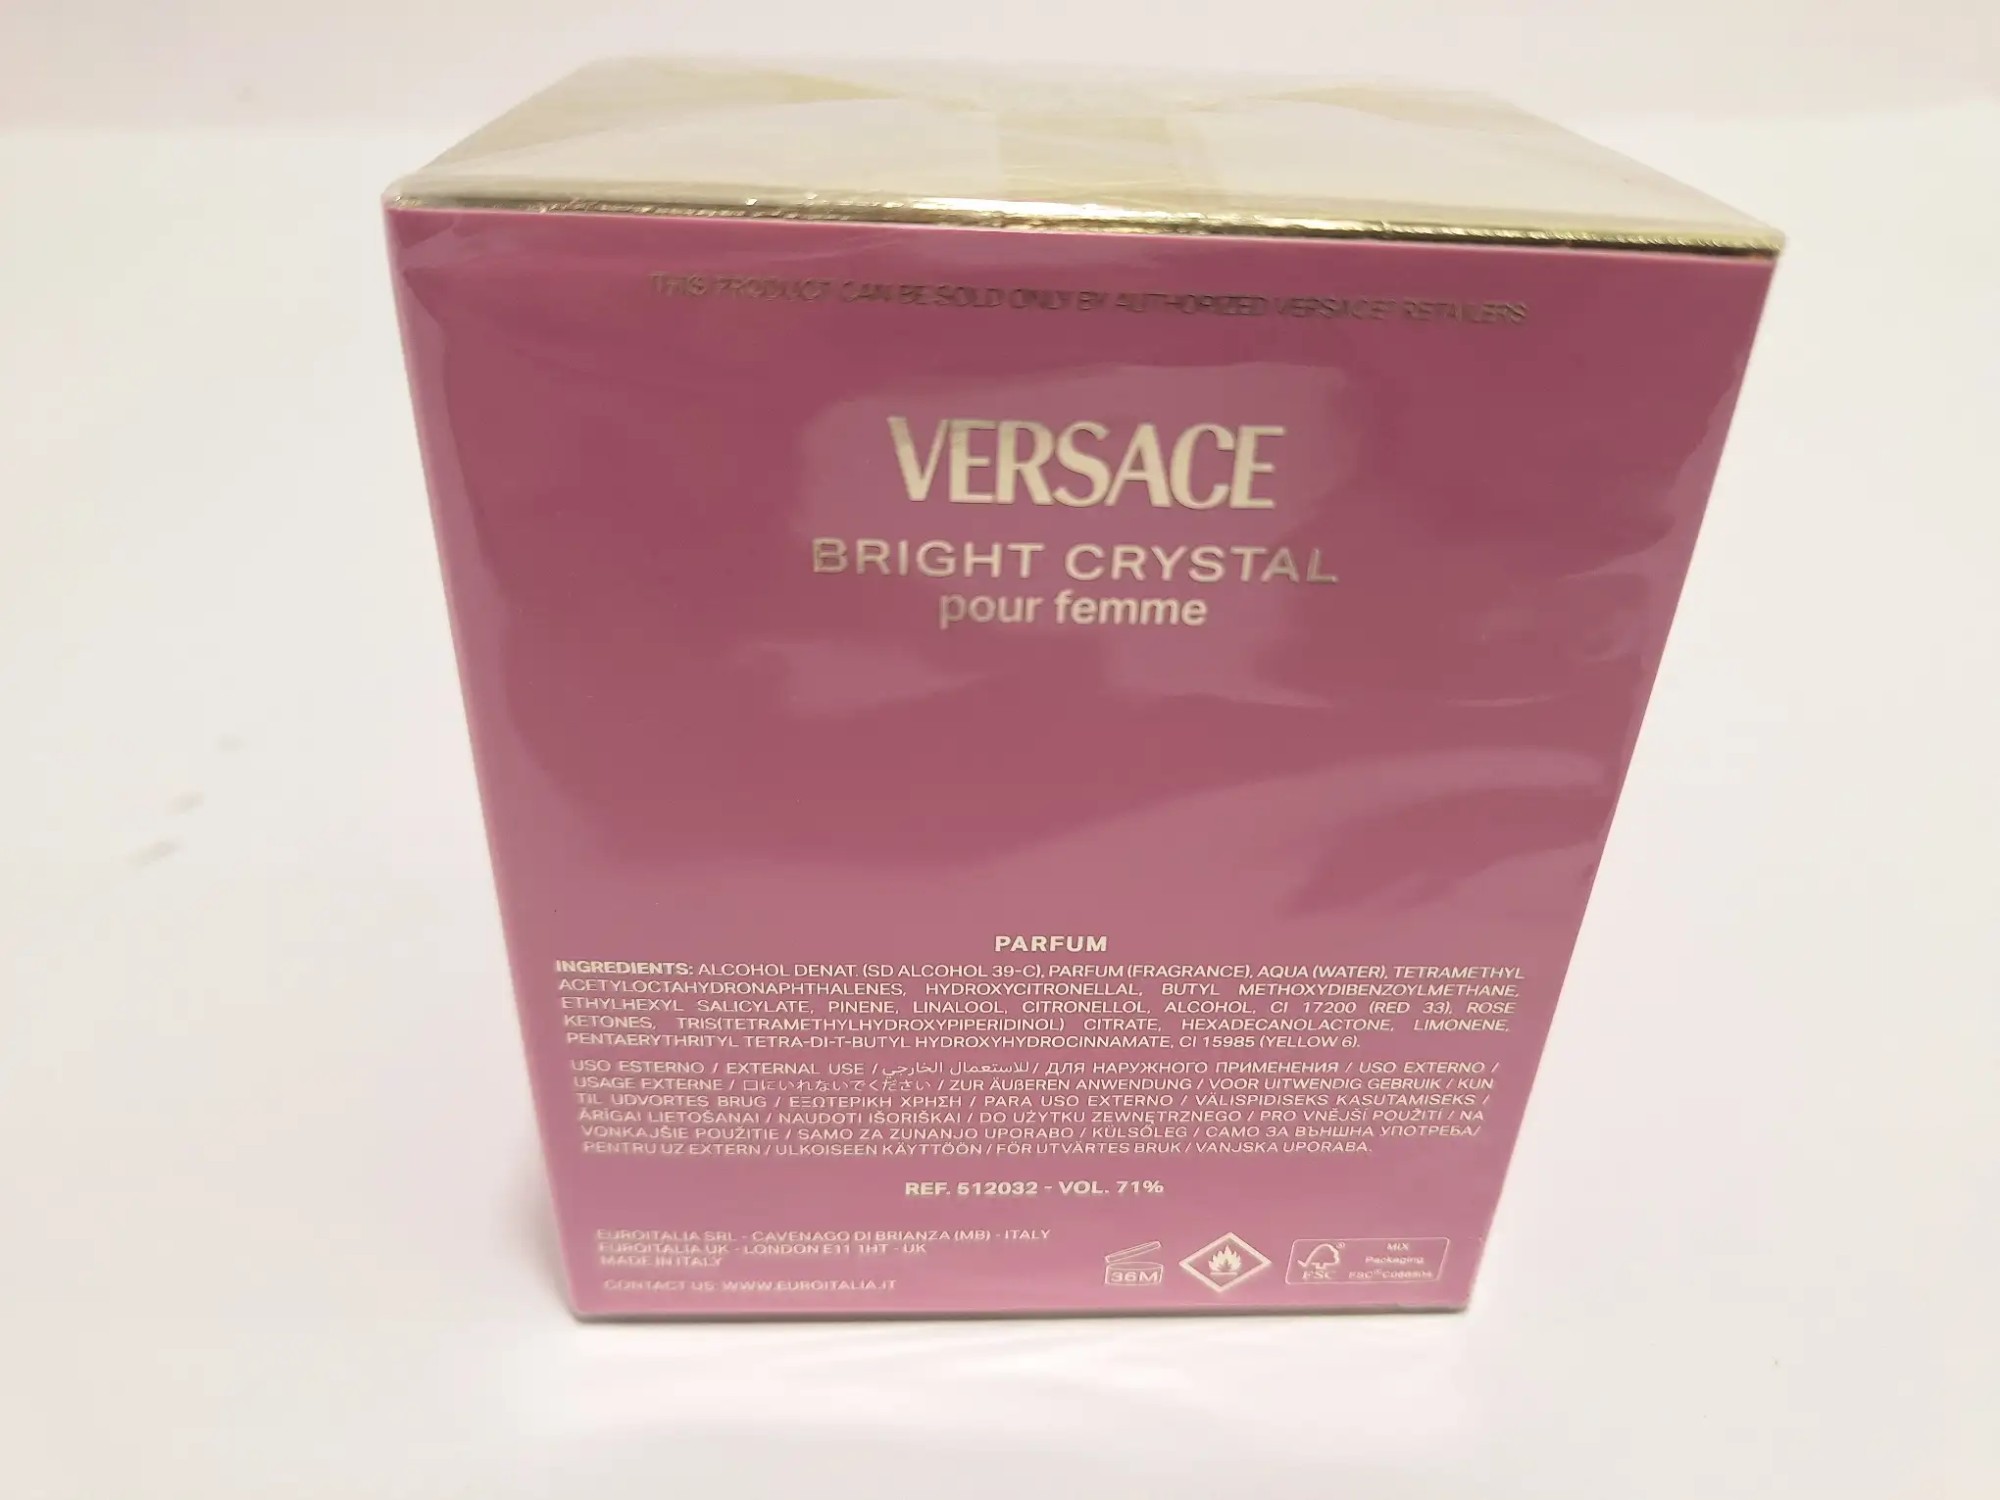 THIS PRODUCT CAN BE SOLD ONLY BY AUTHORIZED VERSACE® RETAILERS
VERSACE
BRIGHT CRYSTAL
pour femme
PARFUM
INGREDIENTS: ALCOHOL DENAT. (SD ALCOHOL 39-C), PARFUM (FRAGRANCE), AQUA (WATER), TETRAMETHYL
ACETYLOCTAHYDRONAPHTHALENES, HYDROXYCITRONELLAL, BUTYL METHOXYDIBENZOYLMETHANE,
ETHYLHEXYL SALICYLATE, PINENE, LINALOOL, CITRONELLOL, ALCOHOL, CI 17200 (RED 33), ROSE
KETONES, TRIS(TETRAMETHYLHYDROXYPIPERIDINOL) CITRATE, HEXADECANOLACTONE, LIMONENE,
PENTAERYTHRITYL TETRA-DI-T-BUTYL HYDROXYHYDROCINNAMATE, CI 15985 (YELLOW 6).
USO ESTERNO / EXTERNAL USE / للاستعمال الخارجي / ДЛЯ НАРУЖНОГО ПРИМЕНЕНИЯ / USO EXTERNO /
USAGE EXTERNE / 口にいれないでください / ZUR ÄUßEREN ANWENDUNG / VOOR UITWENDIG GEBRUIK / KUN
TIL UDVORTES BRUG / ΕΞΩΤΕΡΙΚΗ ΧΡΗΣΗ / PARA USO EXTERNO / VÄLISPIDISEKS KASUTAMISEKS /
ĀRĪGAI LIETOŠANAI / NAUDOTI IŠORIŠKAI / DO UŻYTKU ZEWNĘTRZNEGO / PRO VNĚJŠÍ POUŽITÍ / NA
VONKAJŠIE POUŽITIE / SAMO ZA ZUNANJO UPORABO / KÜLSŐLEG / САМО ЗА ВЪНШНА УПОТРЕБА/
PENTRU UZ EXTERN / ULKOISEEN KÄYTTÖÖN / FÖR UTVÄRTES BRUK / VANJSKA UPORABA.
REF. 512032 - VOL. 71%
EUROITALIA SRL - CAVENAGO DI BRIANZA (MB) - ITALY
EUROITALIA UK - LONDON E11 1HT - UK
MADE IN ITALY
CONTACT US: WWW.EUROITALIA.IT
36M
FSC
MIX
Packaging